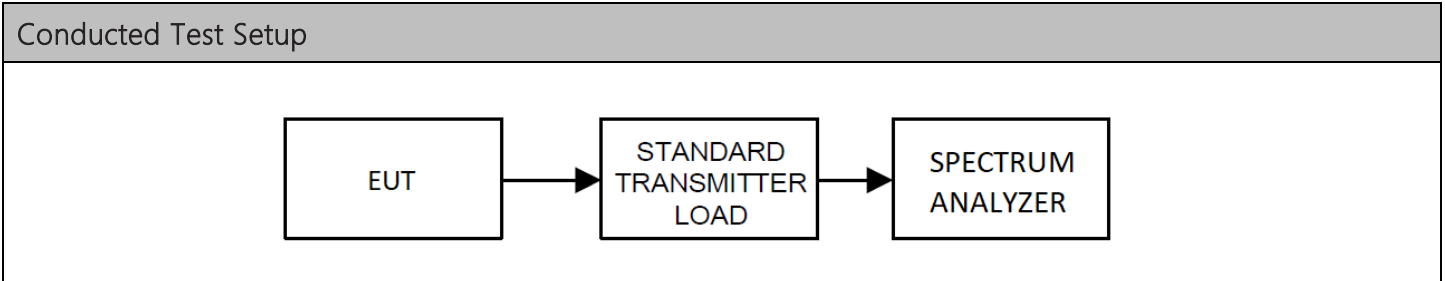 Conducted Test Setup
EUT
STANDARD
TRANSMITTER
LOAD
SPECTRUM
ANALYZER